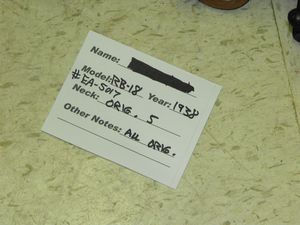 Name:
Model: RB-18 Year: 1938
#EA-5017
Neck: ORIG. 5
Other Notes: ALL ORIG.